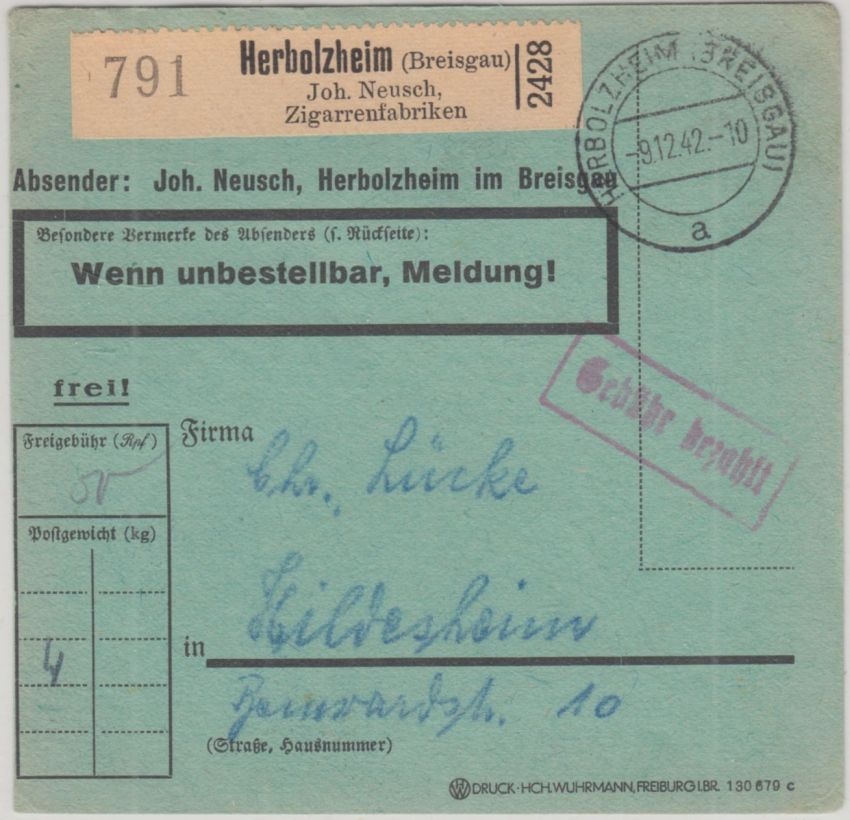 791
Herbolzheim (Breisgau)
Joh. Neusch,
Zigarrenfabriken
2428
HERBOLZHEIM (BREISGAU)
-9.12.42.-10
a
Absender: Joh. Neusch, Herbolzheim im Breisgau
Besondere Vermerke des Absenders (s. Rückseite):
Wenn unbestellbar, Meldung!
frei!
Gebühr bezahlt
Freigebühr (Rpf)
Firma
Chr. Lücke
Postgewicht (kg)
4
in Hildesheim
Bernwardstr. 10
(Straße, Hausnummer)
W DRUCK·HCH.WUHRMANN, FREIBURG I.BR. 130 679 c